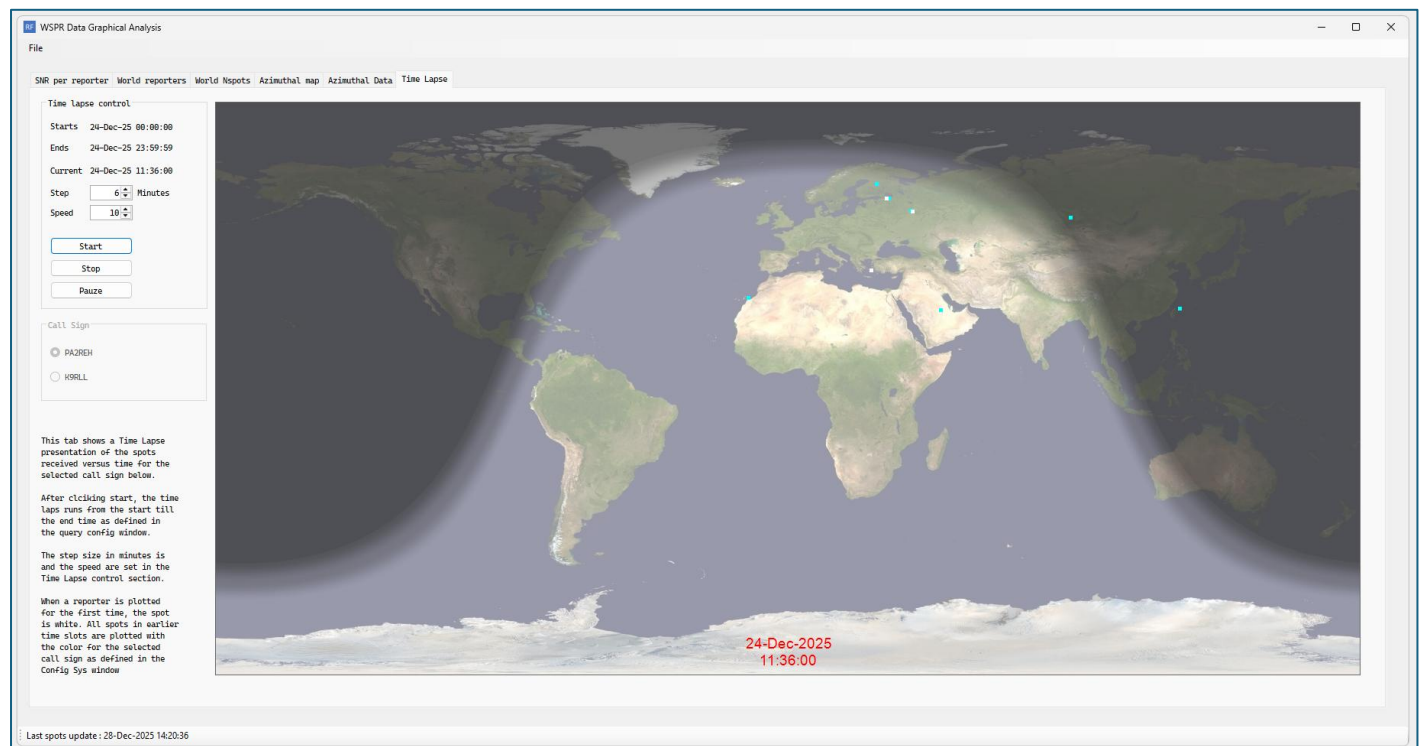 RF WSPR Data Graphical Analysis
File
SNR per reporter World reporters World Nspots Azimuthal map Azimuthal Data Time Lapse
Time lapse control
Starts 24-Dec-25 00:00:00
Ends 24-Dec-25 23:59:59
Current 24-Dec-25 11:36:00
Step 6 Minutes
Speed 10
Start
Stop
Pauze
Call Sign
PA2REH
K9RLL
This tab shows a Time Lapse
presentation of the spots
received versus time for the
selected call sign below.
After clciking start, the time
laps runs from the start till
the end time as defined in
the query config window.
The step size in minutes is
and the speed are set in the
Time Lapse control section.
When a reporter is plotted
for the first time, the spot
is white. All spots in earlier
time slots are plotted with
the color for the selected
call sign as defined in the
Config Sys window
24-Dec-2025
11:36:00
Last spots update : 28-Dec-2025 14:20:36